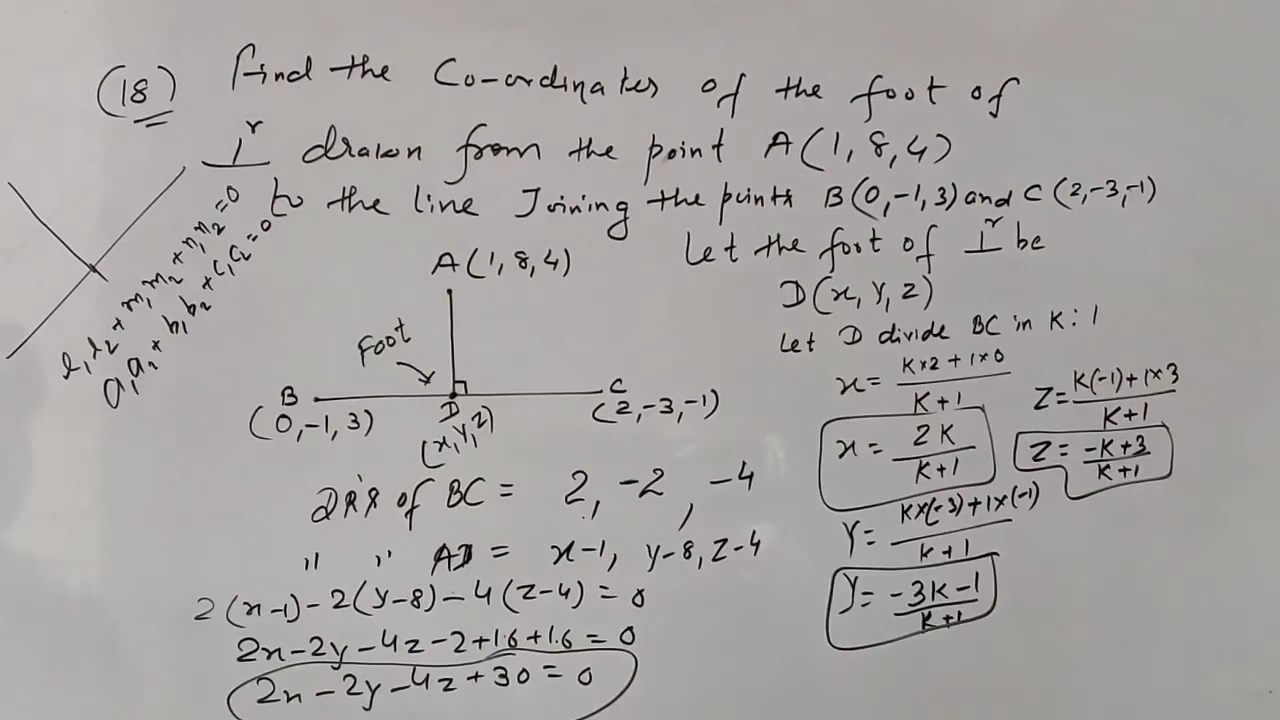 (18) Find the Co-ordinates of the foot of
⊥r drawn from the point A(1, 8, 4)
to the line Joining the points B(0, -1, 3) and C(2, -3, -1)
l₁l₂ + m₁m₂ + n₁n₂ = 0
a₁a₂ + b₁b₂ + c₁c₂ = 0
A(1, 8, 4)
Foot
B
(0, -1, 3)
D
(x, y, z)
C
(2, -3, -1)
DR's of BC = 2, -2, -4
" " AD = x-1, y-8, z-4
2(x-1)-2(y-8)-4(z-4) = 0
2x-2y-4z-2+16+16 = 0
2x-2y-4z+30 = 0
Let the foot of ⊥r be
D(x, y, z)
Let D divide BC in K:1
x = (K×2+1×0)/(K+1)
x = 2K/(K+1)
Z = (K(-1)+1×3)/(K+1)
Z = (-K+3)/(K+1)
Y = (K×(-3)+1×(-1))/(K+1)
Y = (-3K-1)/(K+1)